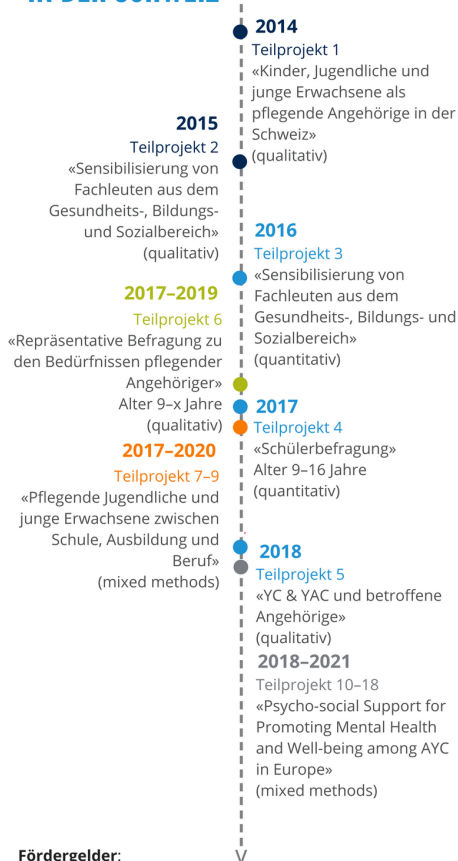 IN DER SCHWEIZ
2014
Teilprojekt 1
«Kinder, Jugendliche und
junge Erwachsene als
pflegende Angehörige in der
Schweiz»
(qualitativ)
2015
Teilprojekt 2
«Sensibilisierung von
Fachleuten aus dem
Gesundheits-, Bildungs-
und Sozialbereich»
(qualitativ)
2016
Teilprojekt 3
«Sensibilisierung von
Fachleuten aus dem
Gesundheits-, Bildungs- und
Sozialbereich»
(quantitativ)
2017–2019
Teilprojekt 6
«Repräsentative Befragung zu
den Bedürfnissen pflegender
Angehöriger»
Alter 9–x Jahre
(qualitativ)
2017
Teilprojekt 4
«Schülerbefragung»
Alter 9–16 Jahre
(quantitativ)
2017–2020
Teilprojekt 7–9
«Pflegende Jugendliche und
junge Erwachsene zwischen
Schule, Ausbildung und
Beruf»
(mixed methods)
2018
Teilprojekt 5
«YC & YAC und betroffene
Angehörige»
(qualitativ)
2018–2021
Teilprojekt 10–18
«Psycho-social Support for
Promoting Mental Health
and Well-being among AYC
in Europe»
(mixed methods)
Fördergelder: